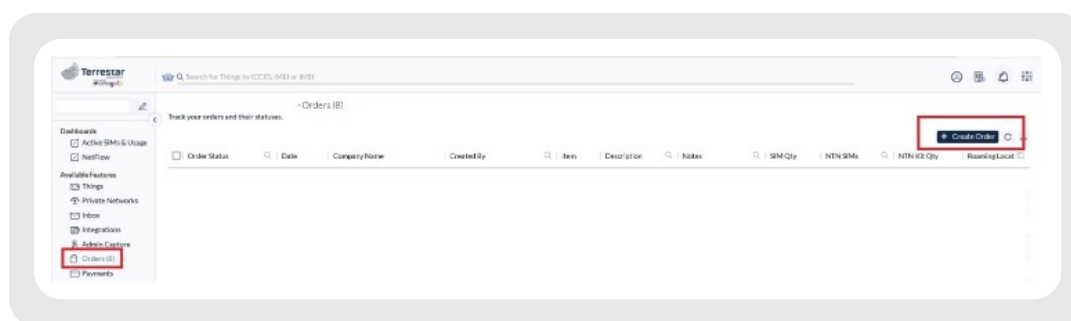 Terrestar
Search for Things by ICCID, IMEI or IMSI
- Orders (8)
Track your orders and their statuses.
+ Create Order
Order Status
Date
Company Name
Created By
Item
Description
Notes
SIM Qty
NTN SIMs
NTN Kit Qty
Roaming Locat
Dashboards
Active SIMs & Usage
NetFlow
Available Features
Things
Private Networks
Inbox
Integrations
Admin Capture
Orders (8)
Payments